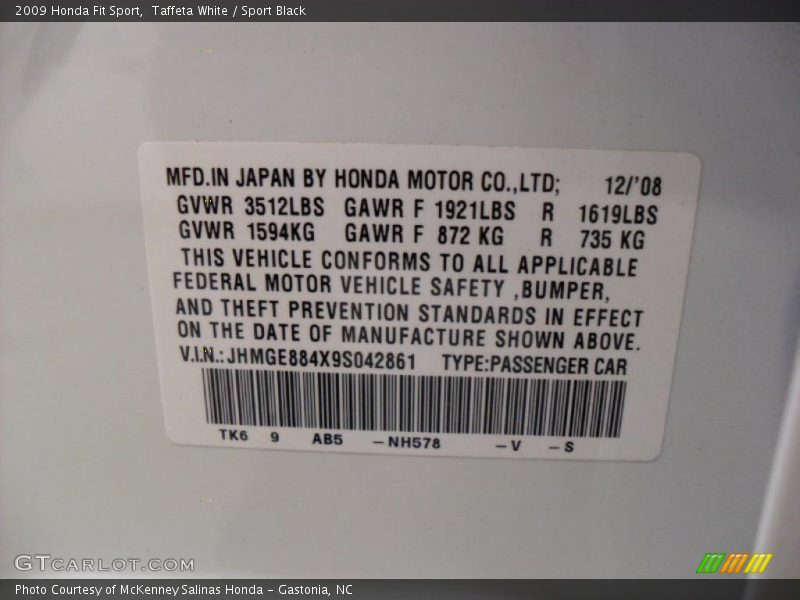 2009 Honda Fit Sport,  Taffeta White / Sport Black
MFD.IN JAPAN BY HONDA MOTOR CO.,LTD; 12/'08
GVWR 3512LBS GAWR F 1921LBS R 1619LBS
GVWR 1594KG GAWR F 872 KG R 735 KG
THIS VEHICLE CONFORMS TO ALL APPLICABLE
FEDERAL MOTOR VEHICLE SAFETY ,BUMPER,
AND THEFT PREVENTION STANDARDS IN EFFECT
ON THE DATE OF MANUFACTURE SHOWN ABOVE.
V.I.N.: JHMGE884X9S042861 TYPE:PASSENGER CAR
TK6 9 AB5 –NH578 –V –S
GTCARLOT.COM
Photo Courtesy of McKenney Salinas Honda – Gastonia, NC